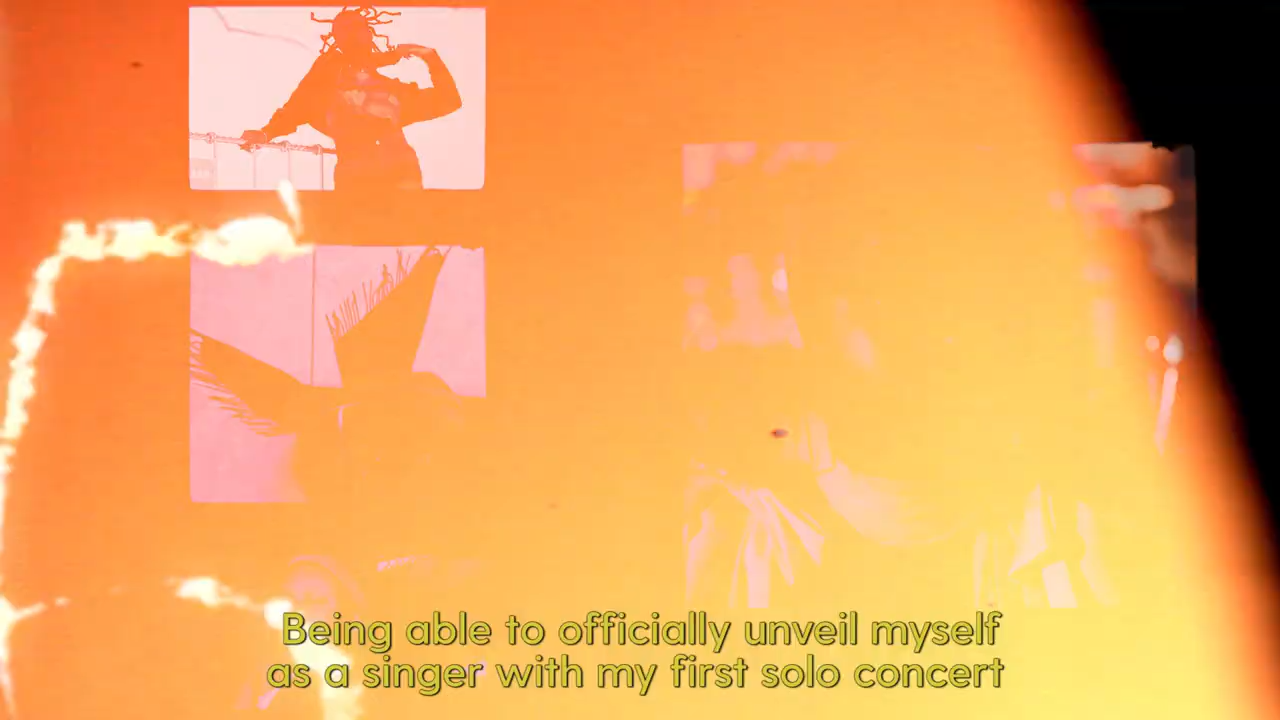 Being able to officially unveil myself
as a singer with my first solo concert